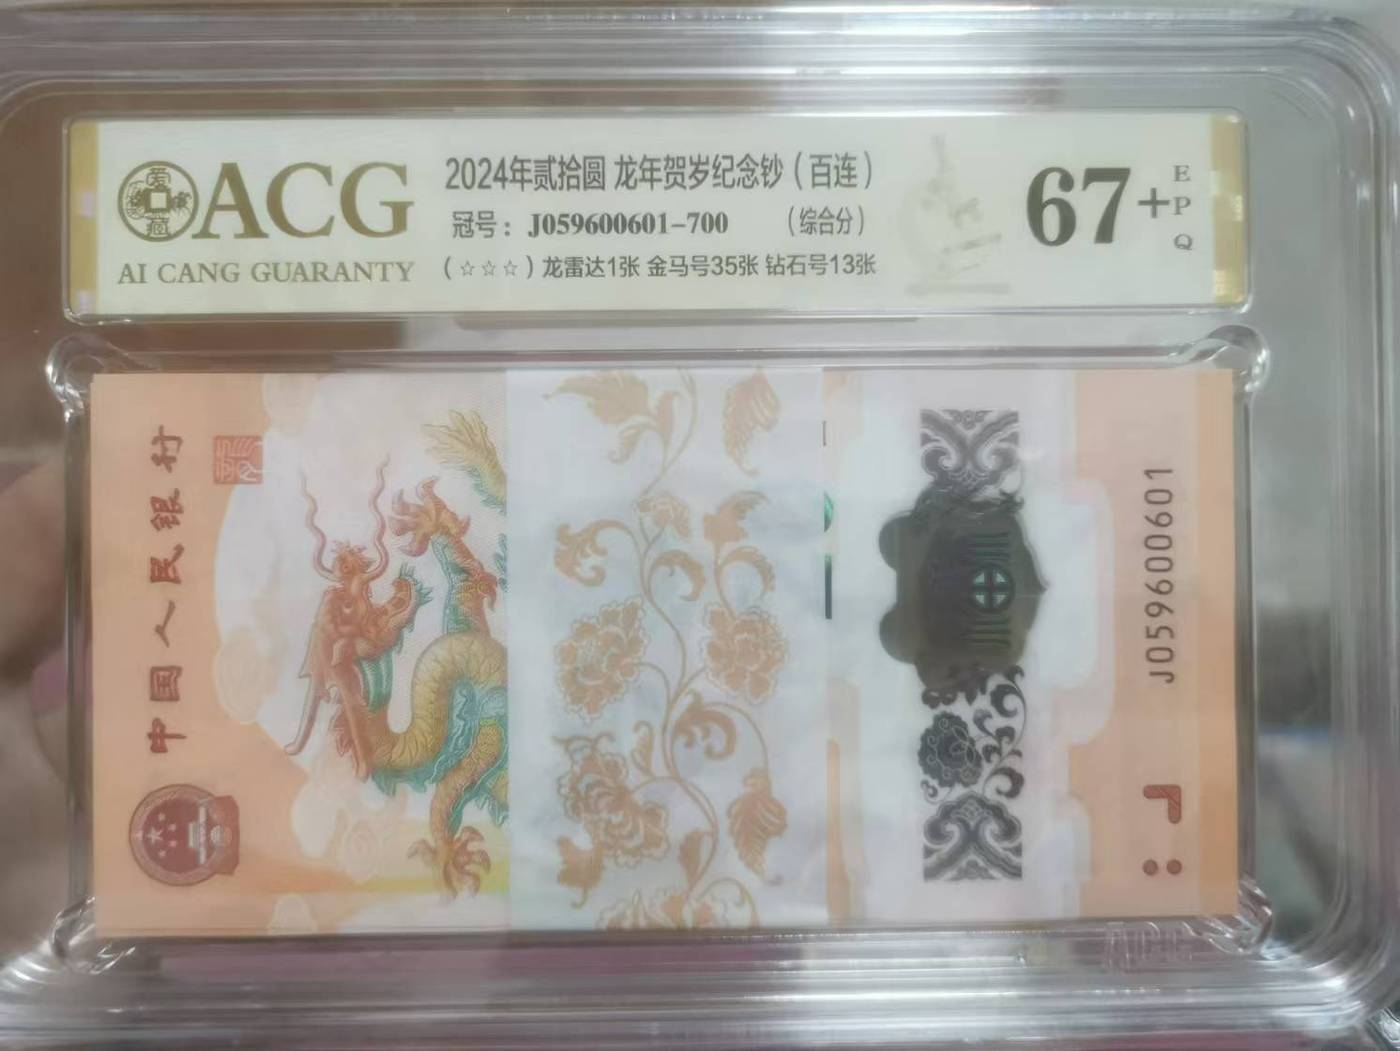 ACG
AI CANG GUARANTY
2024年贰拾圆 龙年贺岁纪念钞（百连）
冠号：J059600601-700 （综合分）
（☆☆☆）龙雷达1张 金马号35张 钻石号13张
67+
EPQ
中国人民银行
J059600601